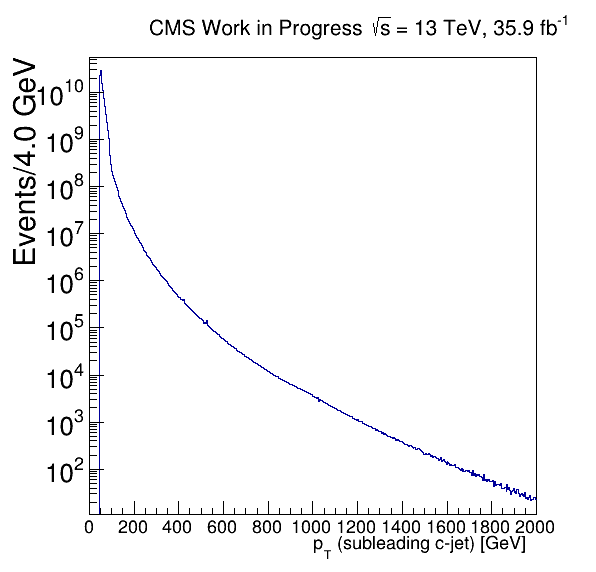 CMS Work in Progress √s = 13 TeV, 35.9 fb⁻¹
Events/4.0 GeV
10¹⁰
10⁹
10⁸
10⁷
10⁶
10⁵
10⁴
10³
10²
0 200 400 600 800 1000 1200 1400 1600 1800 2000
p_T (subleading c-jet) [GeV]